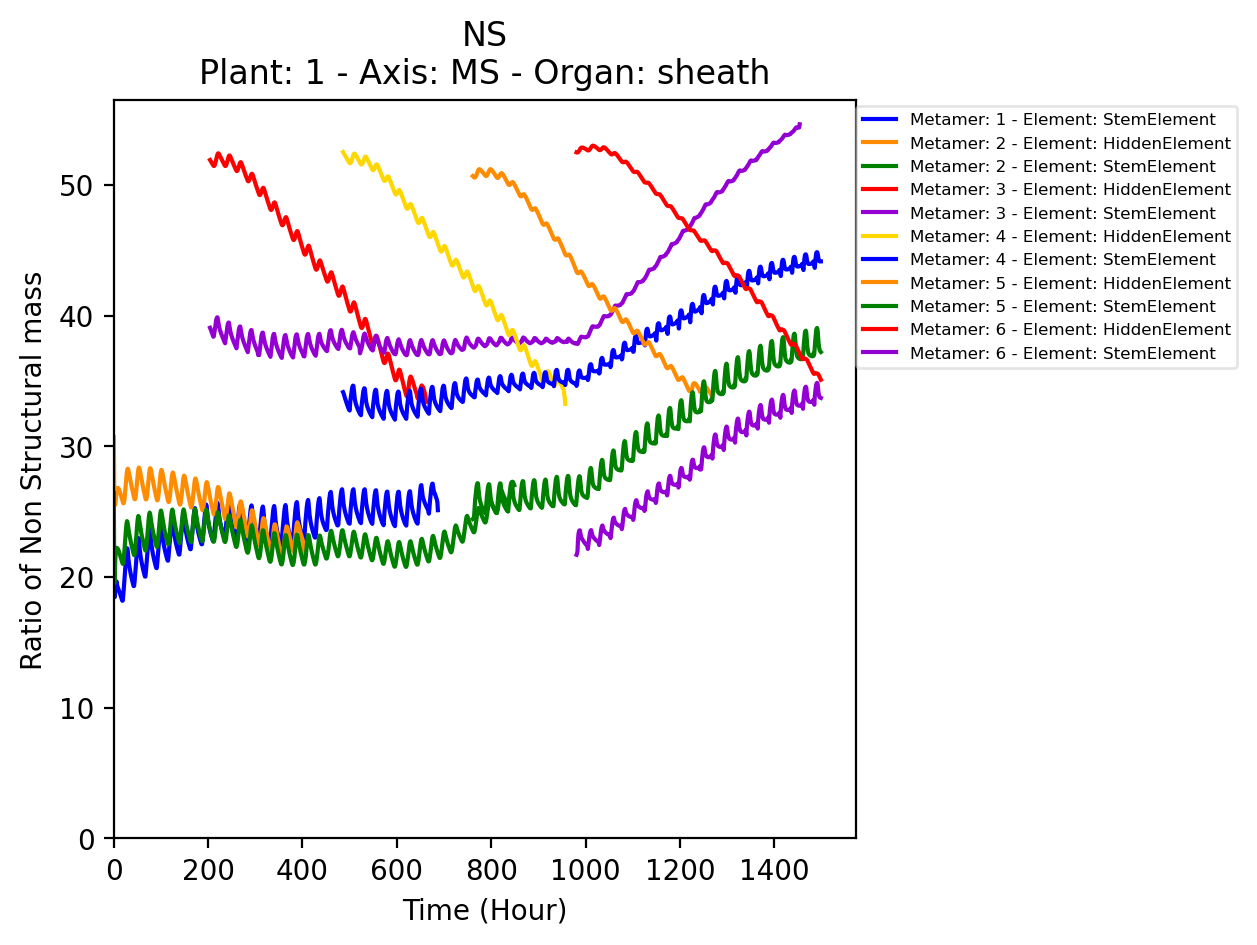 NS
Plant: 1 - Axis: MS - Organ: sheath
Ratio of Non Structural mass
50
40
30
20
10
0
0 200 400 600 800 1000 1200 1400
Time (Hour)
Metamer: 1 - Element: StemElement
Metamer: 2 - Element: HiddenElement
Metamer: 2 - Element: StemElement
Metamer: 3 - Element: HiddenElement
Metamer: 3 - Element: StemElement
Metamer: 4 - Element: HiddenElement
Metamer: 4 - Element: StemElement
Metamer: 5 - Element: HiddenElement
Metamer: 5 - Element: StemElement
Metamer: 6 - Element: HiddenElement
Metamer: 6 - Element: StemElement